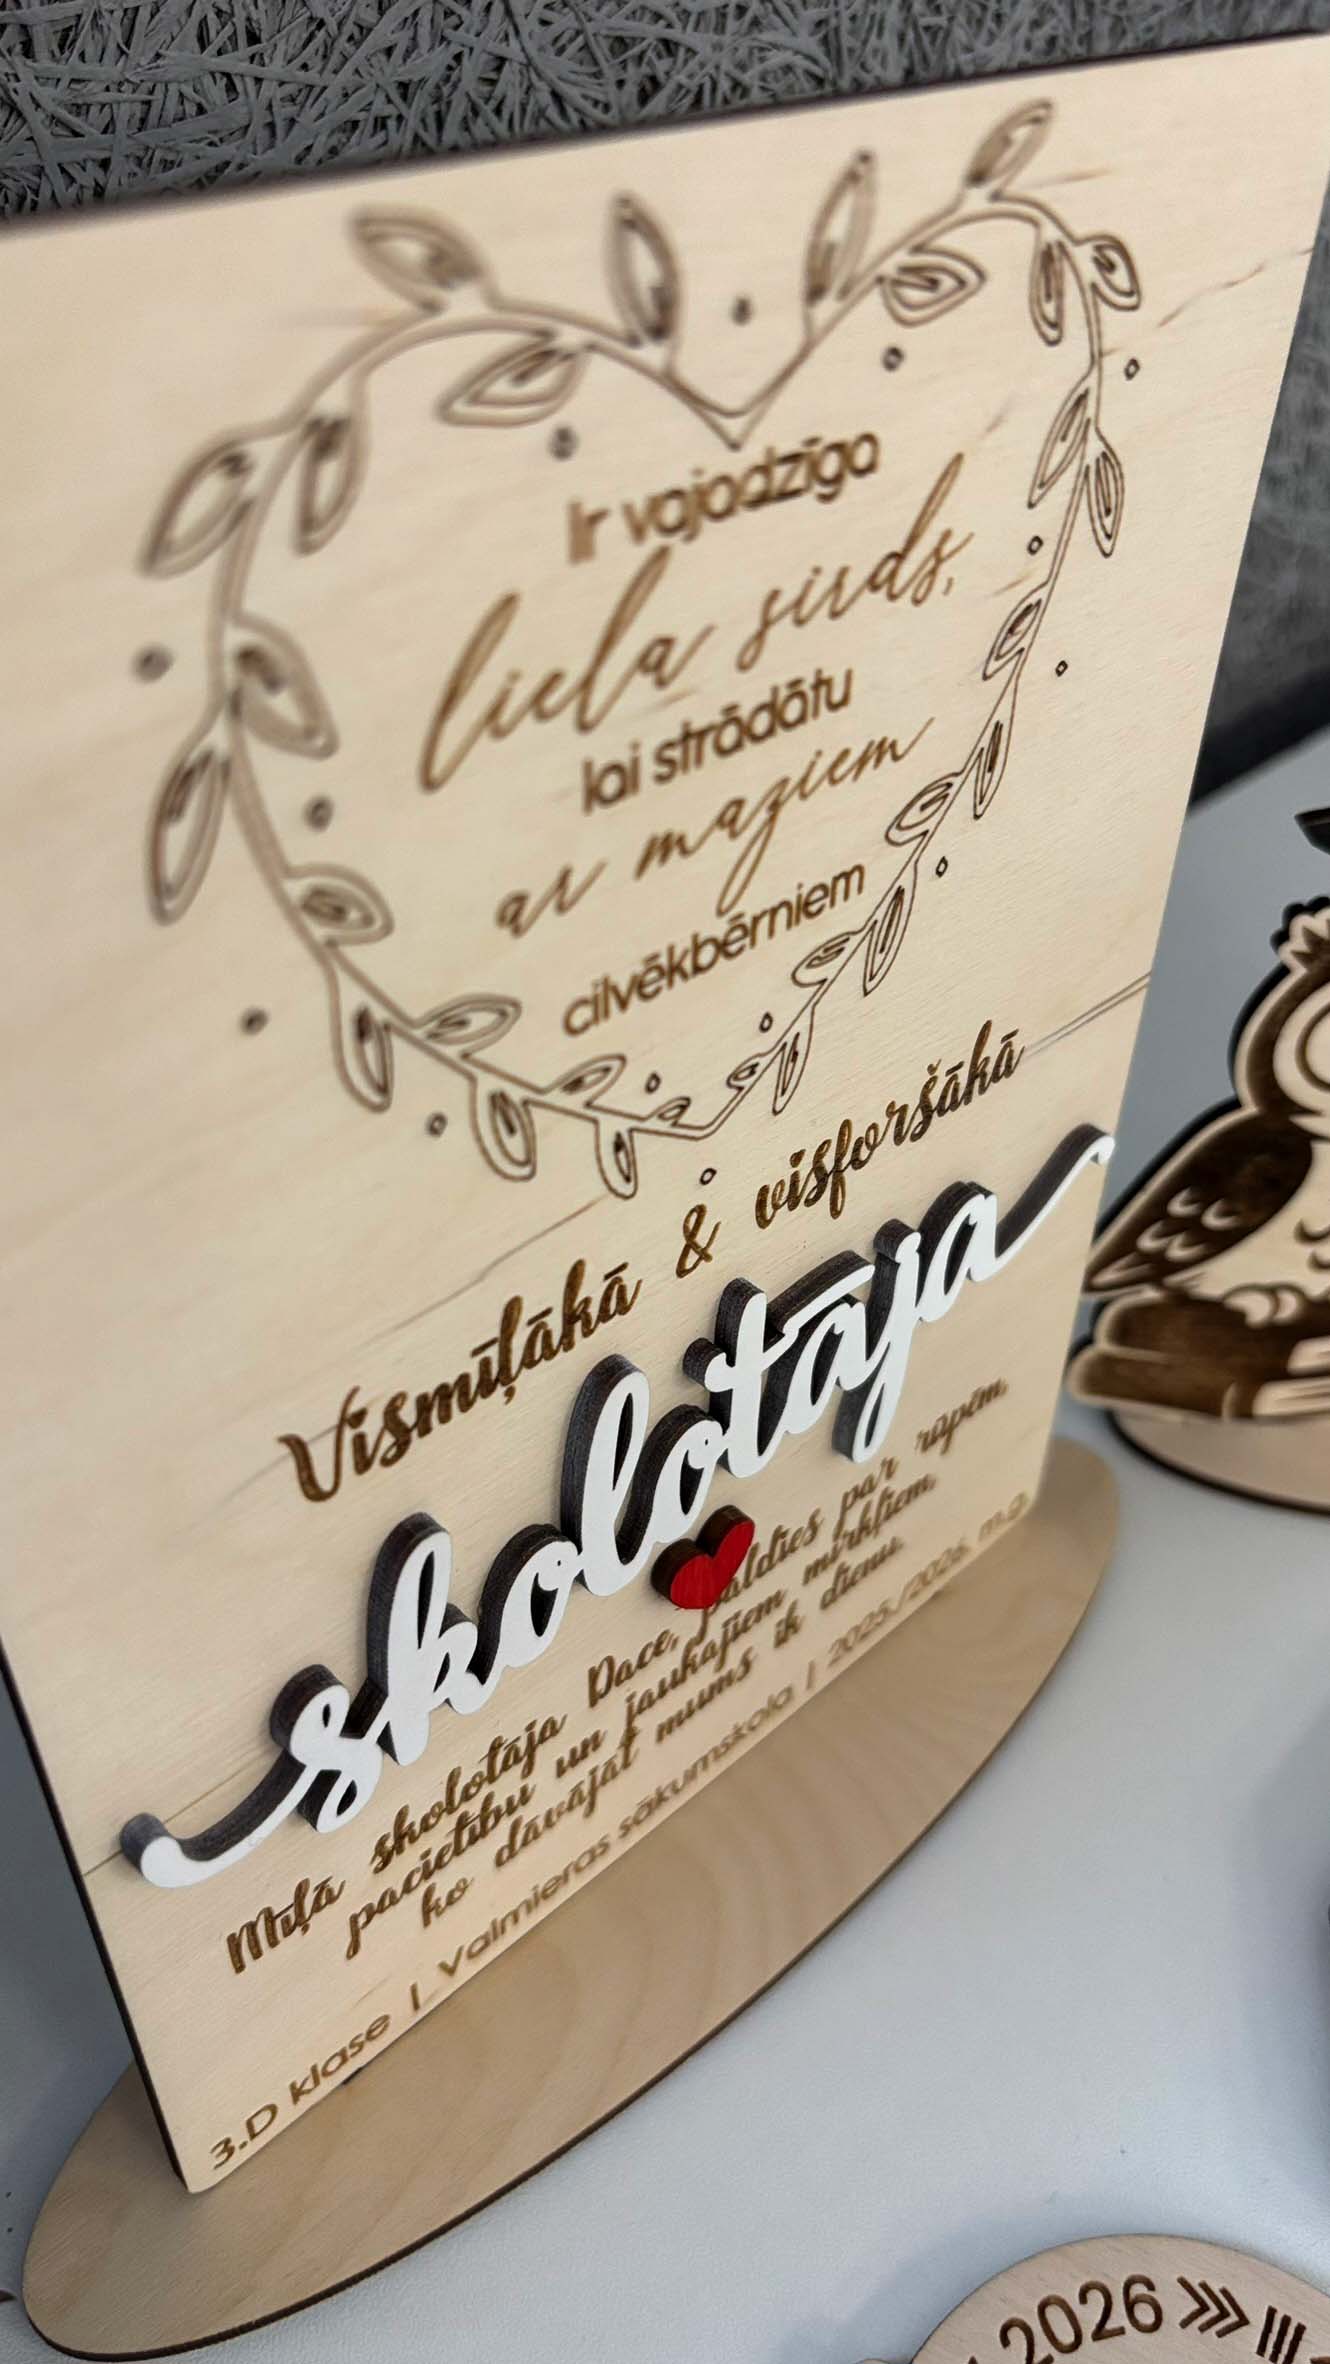 Ir vajadzīga
liela sirds,
lai strādātu
ar maziem
cilvēkbērniem
Vismīļākā & visforšākā
skolotāja
Mīļā skolotāja Dace, paldies par rūpēm,
pacietību un jaukajiem mirkļiem,
ko dāvājāt mums ik dienu.
3.D klase | Valmieras sākumskola | 2025./2026. m.g.
2026